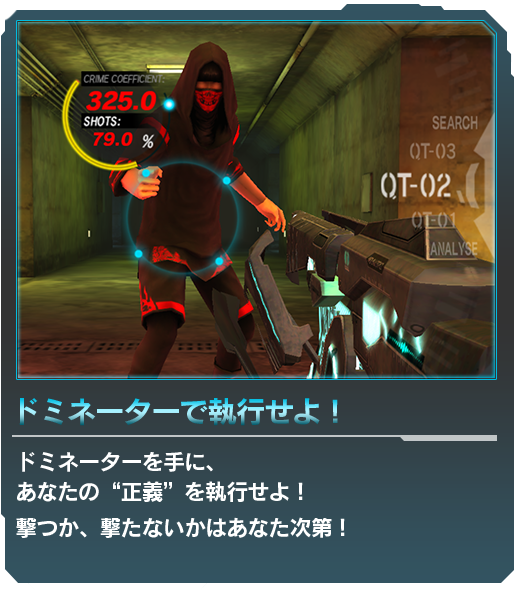 CRIME COEFFICIENT:
325.0
SHOTS:
79.0 %
SEARCH
QT-03
QT-02
QT-01
ANALYSE
ドミネーターで執行せよ！
ドミネーターを手に、
あなたの“正義”を執行せよ！
撃つか、撃たないかはあなた次第！